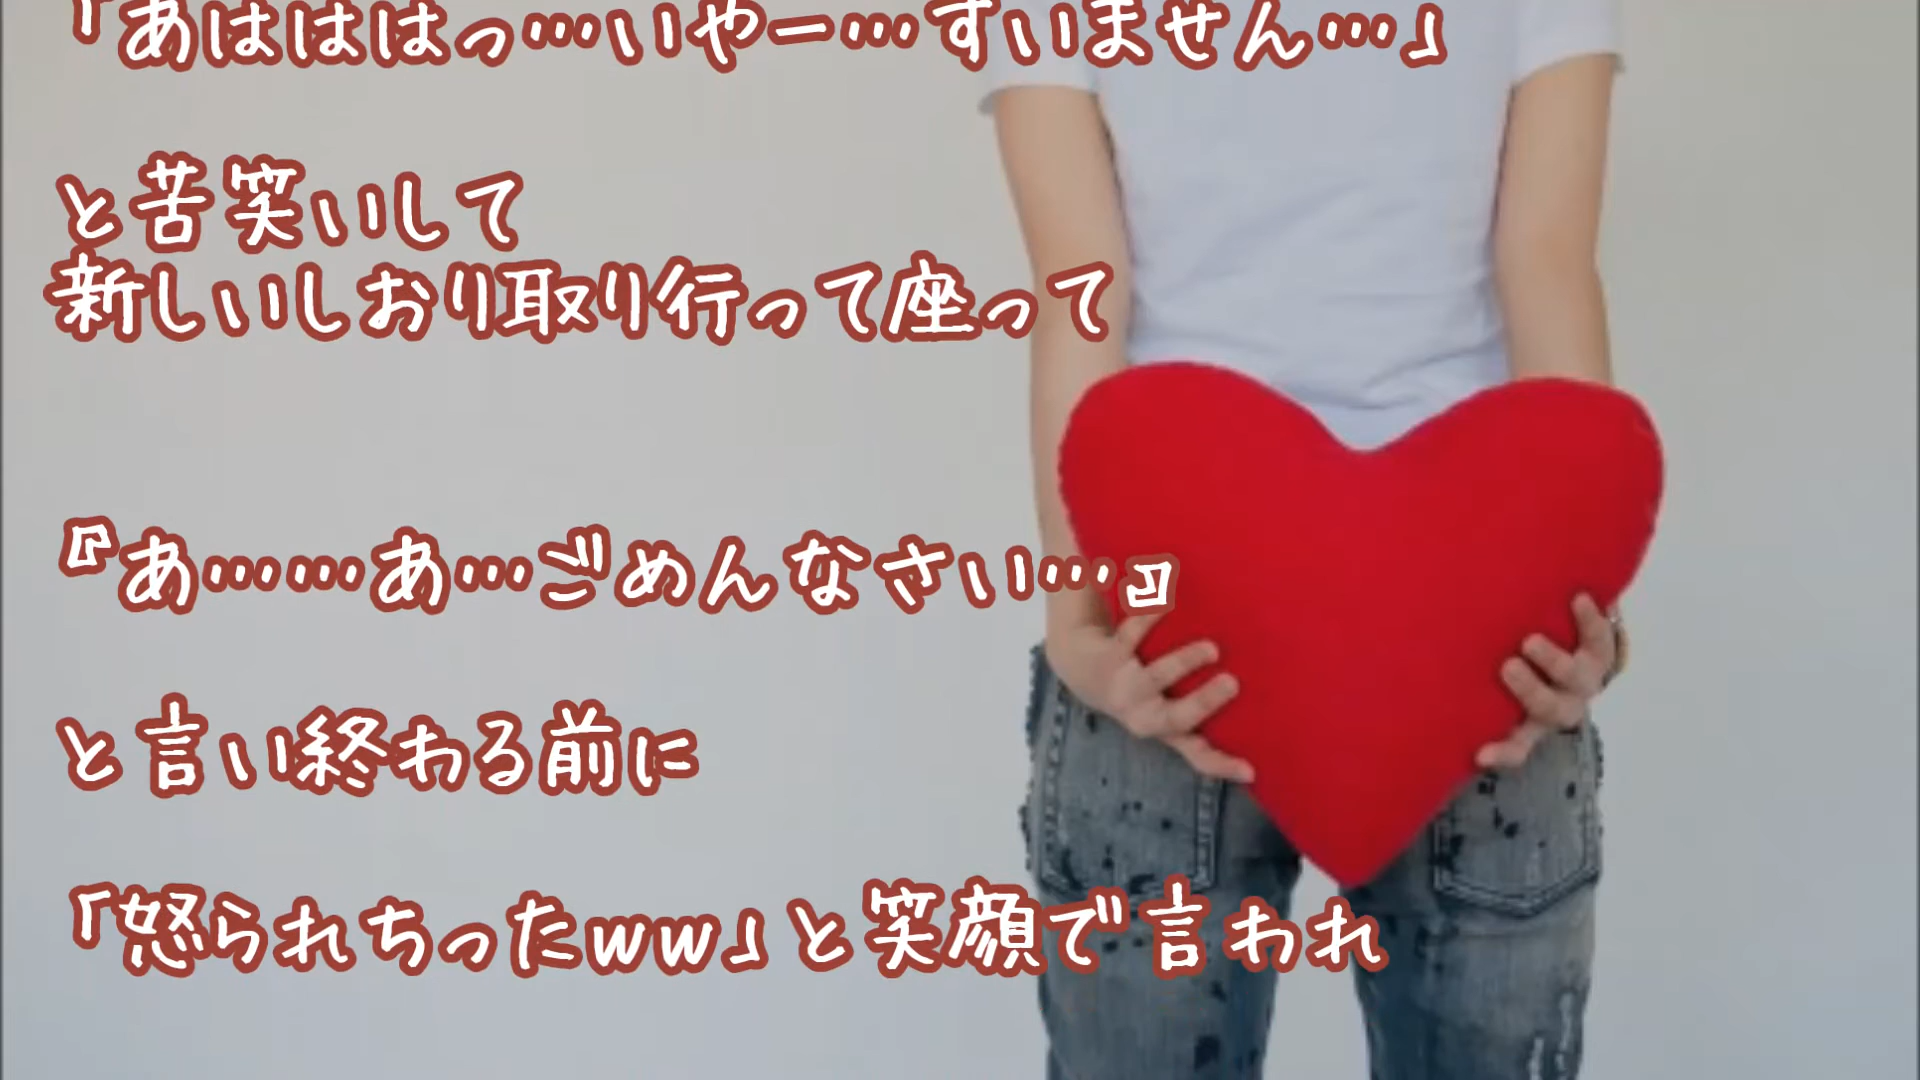 「あはははっ…いやー…すいません…」
と苦笑いして
新しいしおり取り行って座って
『あ……あ…ごめんなさい…』
と言い終わる前に
「怒られちったww」と笑顔で言われ